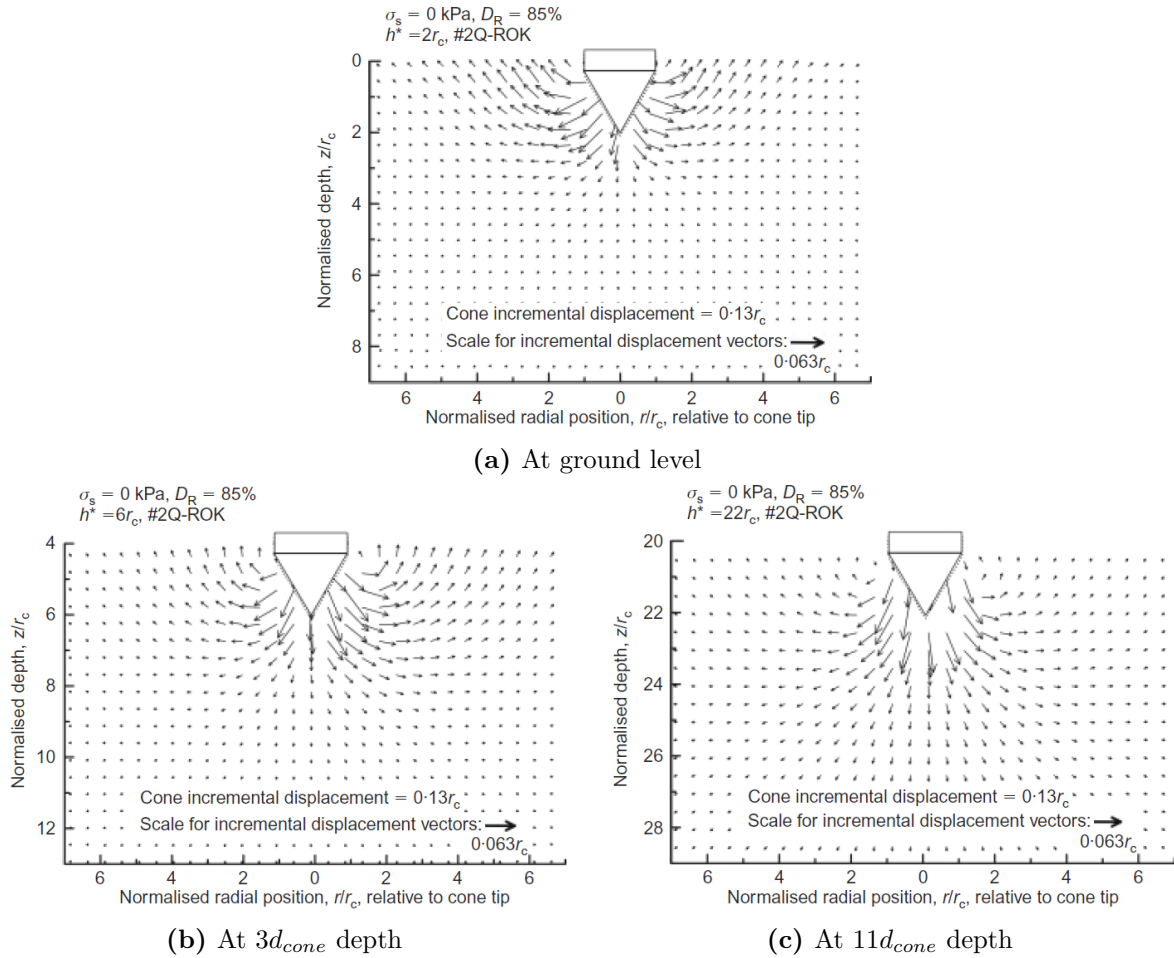 σs = 0 kPa, DR = 85%
h* =2rc, #2Q-ROK
0
2
4
6
8
Normalised depth, z/rc
Cone incremental displacement = 0·13rc
Scale for incremental displacement vectors:
0·063rc
6 4 2 0 2 4 6
Normalised radial position, r/rc, relative to cone tip
(a) At ground level
σs = 0 kPa, DR = 85%
h* =6rc, #2Q-ROK
4
6
8
10
12
Normalised depth, z/rc
Cone incremental displacement = 0·13rc
Scale for incremental displacement vectors:
0·063rc
6 4 2 0 2 4 6
Normalised radial position, r/rc, relative to cone tip
(b) At 3dcone depth
σs = 0 kPa, DR = 85%
h* =22rc, #2Q-ROK
20
22
24
26
28
Normalised depth, z/rc
Cone incremental displacement = 0·13rc
Scale for incremental displacement vectors:
0·063rc
6 4 2 0 2 4 6
Normalised radial position, r/rc, relative to cone tip
(c) At 11dcone depth